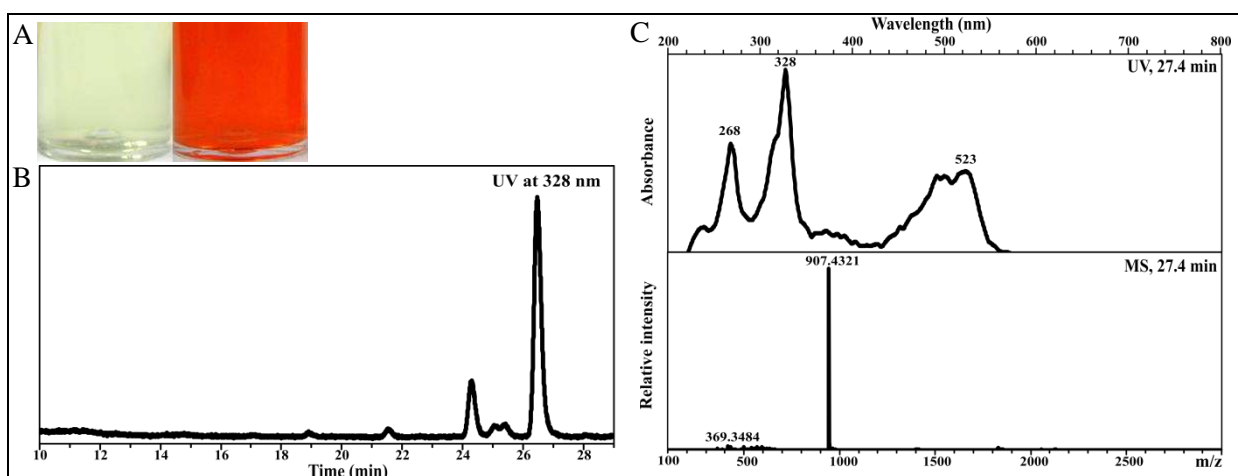 A
B
UV at 328 nm
10 12 14 16 18 20 22 24 26 28
Time (min)
C
Wavelength (nm)
200 300 400 500 600 700 800
UV, 27.4 min
328
268
523
Absorbance
907.4321
MS, 27.4 min
Relative intensity
369.3484
100 500 1000 1500 2000 2500 m/z